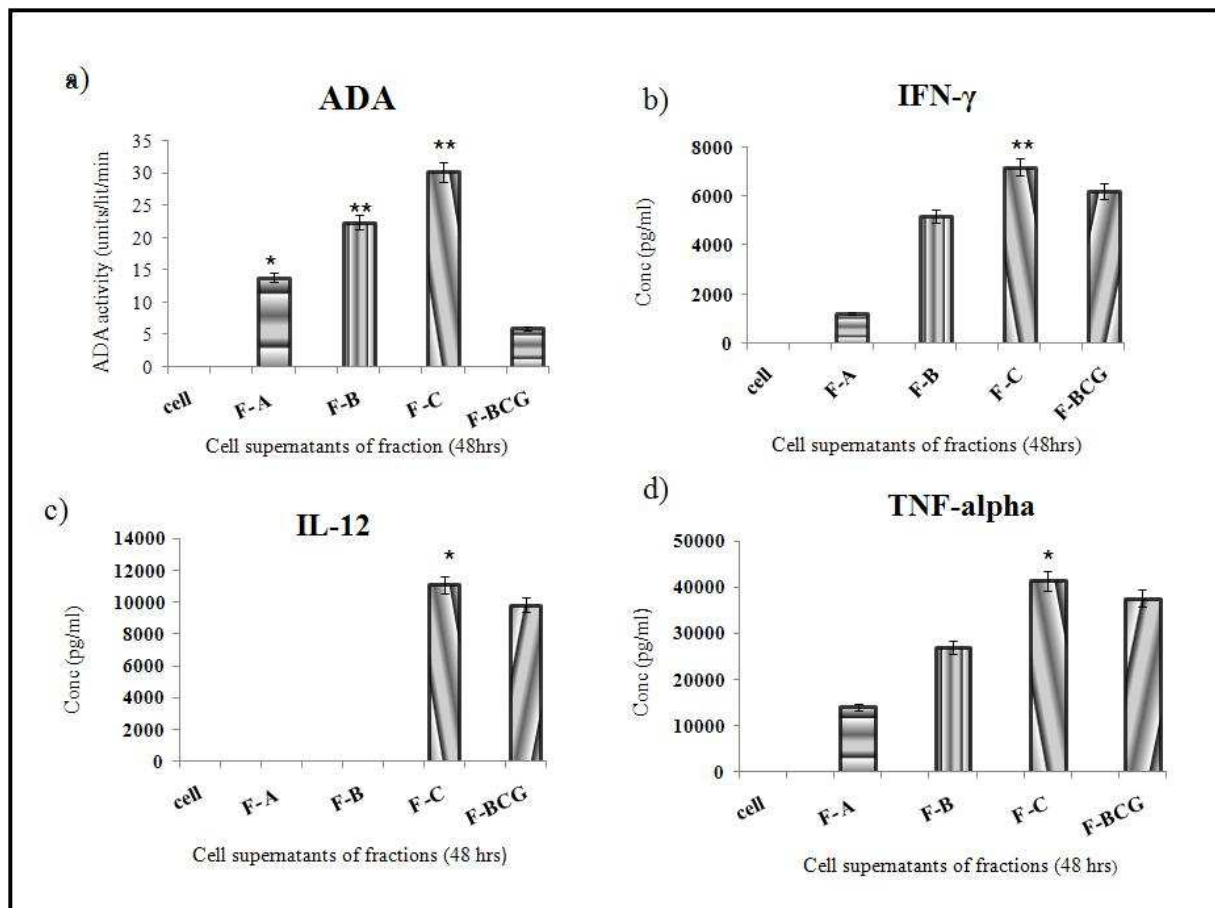 a)
ADA
ADA activity (units/lit/min
35
30
25
20
15
10
5
0
*
**
**
cell
F-A
F-B
F-C
F-BCG
Cell supernatants of fraction (48hrs)
b)
IFN-γ
Conc (pg/ml)
8000
6000
4000
2000
0
**
cell
F-A
F-B
F-C
F-BCG
Cell supernatants of fractions (48hrs)
c)
IL-12
Conc (pg/ml)
14000
12000
10000
8000
6000
4000
2000
0
*
cell
F-A
F-B
F-C
F-BCG
Cell supernatants of fractions (48 hrs)
d)
TNF-alpha
Conc (pg/ml)
50000
40000
30000
20000
10000
0
*
cell
F-A
F-B
F-C
F-BCG
Cell supernatants of fractions (48 hrs)